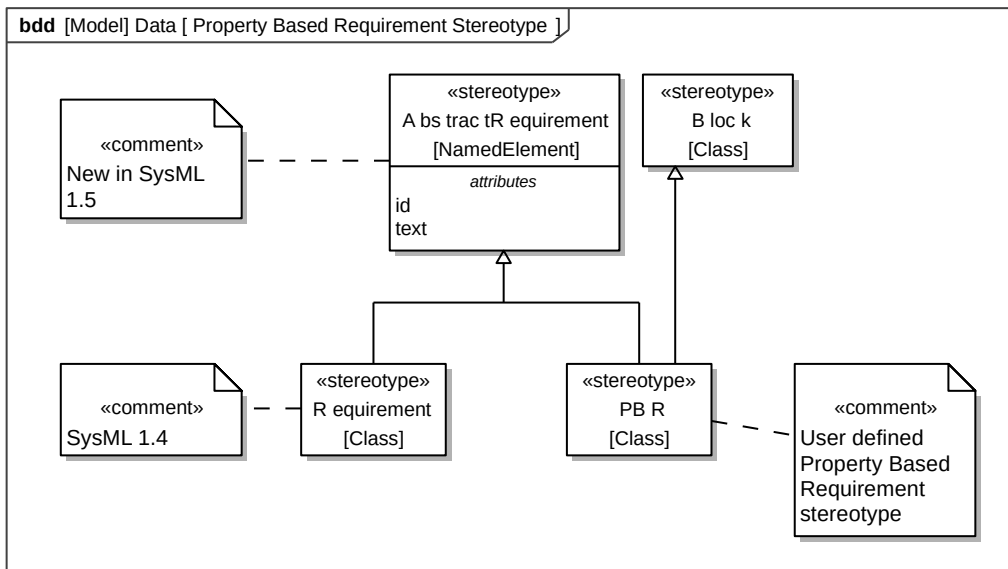 bdd [Model] Data [ Property Based Requirement Stereotype ]
«comment»
New in SysML
1.5
«stereotype»
A bs trac tR equirement
[NamedElement]
attributes
id
text
«stereotype»
B loc k
[Class]
«comment»
SysML 1.4
«stereotype»
R equirement
[Class]
«stereotype»
PB R
[Class]
«comment»
User defined
Property Based
Requirement
stereotype